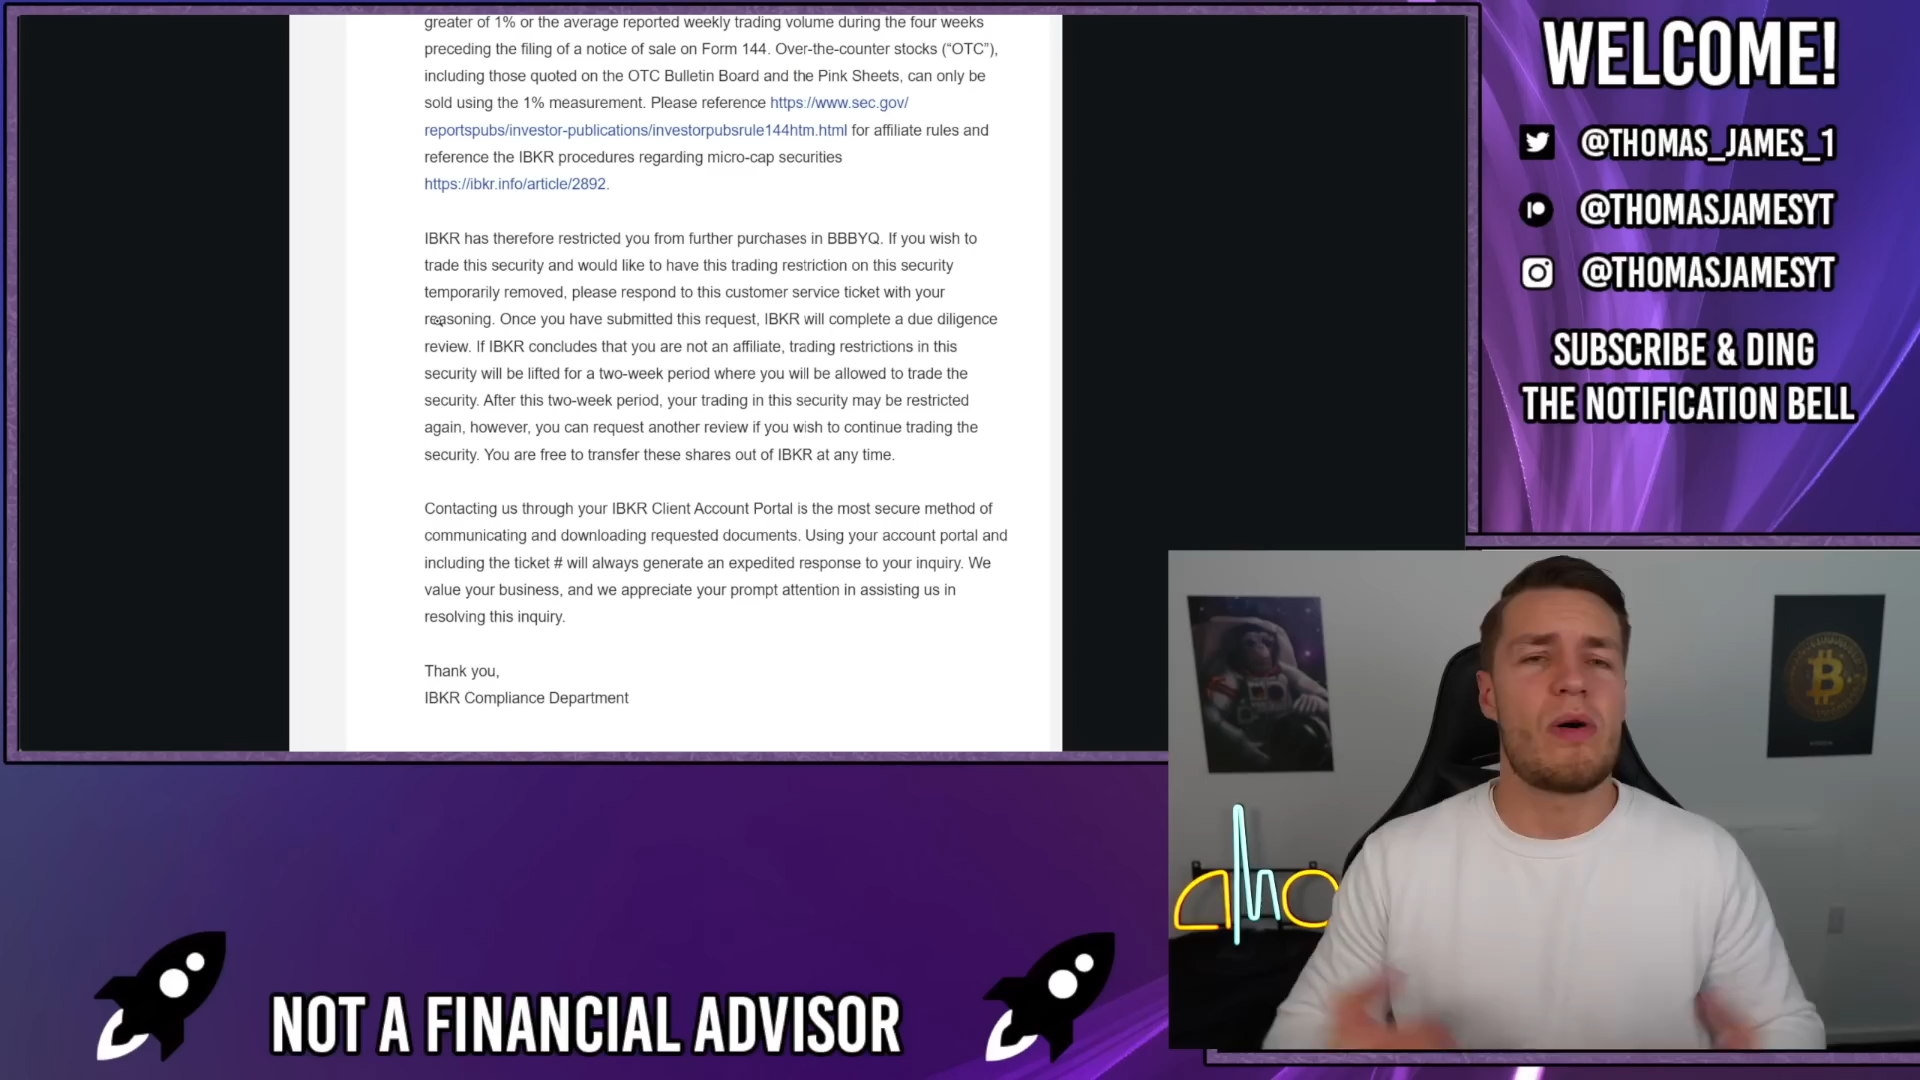 greater of 1% or the average reported weekly trading volume during the four weeks
preceding the filing of a notice of sale on Form 144. Over-the-counter stocks (“OTC”),
including those quoted on the OTC Bulletin Board and the Pink Sheets, can only be
sold using the 1% measurement. Please reference https://www.sec.gov/
reportspubs/investor-publications/investorpubsrule144htm.html for affiliate rules and
reference the IBKR procedures regarding micro-cap securities
https://ibkr.info/article/2892.
IBKR has therefore restricted you from further purchases in BBBYQ. If you wish to
trade this security and would like to have this trading restriction on this security
temporarily removed, please respond to this customer service ticket with your
reasoning. Once you have submitted this request, IBKR will complete a due diligence
review. If IBKR concludes that you are not an affiliate, trading restrictions in this
security will be lifted for a two-week period where you will be allowed to trade the
security. After this two-week period, your trading in this security may be restricted
again, however, you can request another review if you wish to continue trading the
security. You are free to transfer these shares out of IBKR at any time.
Contacting us through your IBKR Client Account Portal is the most secure method of
communicating and downloading requested documents. Using your account portal and
including the ticket # will always generate an expedited response to your inquiry. We
value your business, and we appreciate your prompt attention in assisting us in
resolving this inquiry.
Thank you,
IBKR Compliance Department
WELCOME!
@THOMAS_JAMES_1
@THOMASJAMESYT
@THOMASJAMESYT
SUBSCRIBE & DING
THE NOTIFICATION BELL
NOT A FINANCIAL ADVISOR